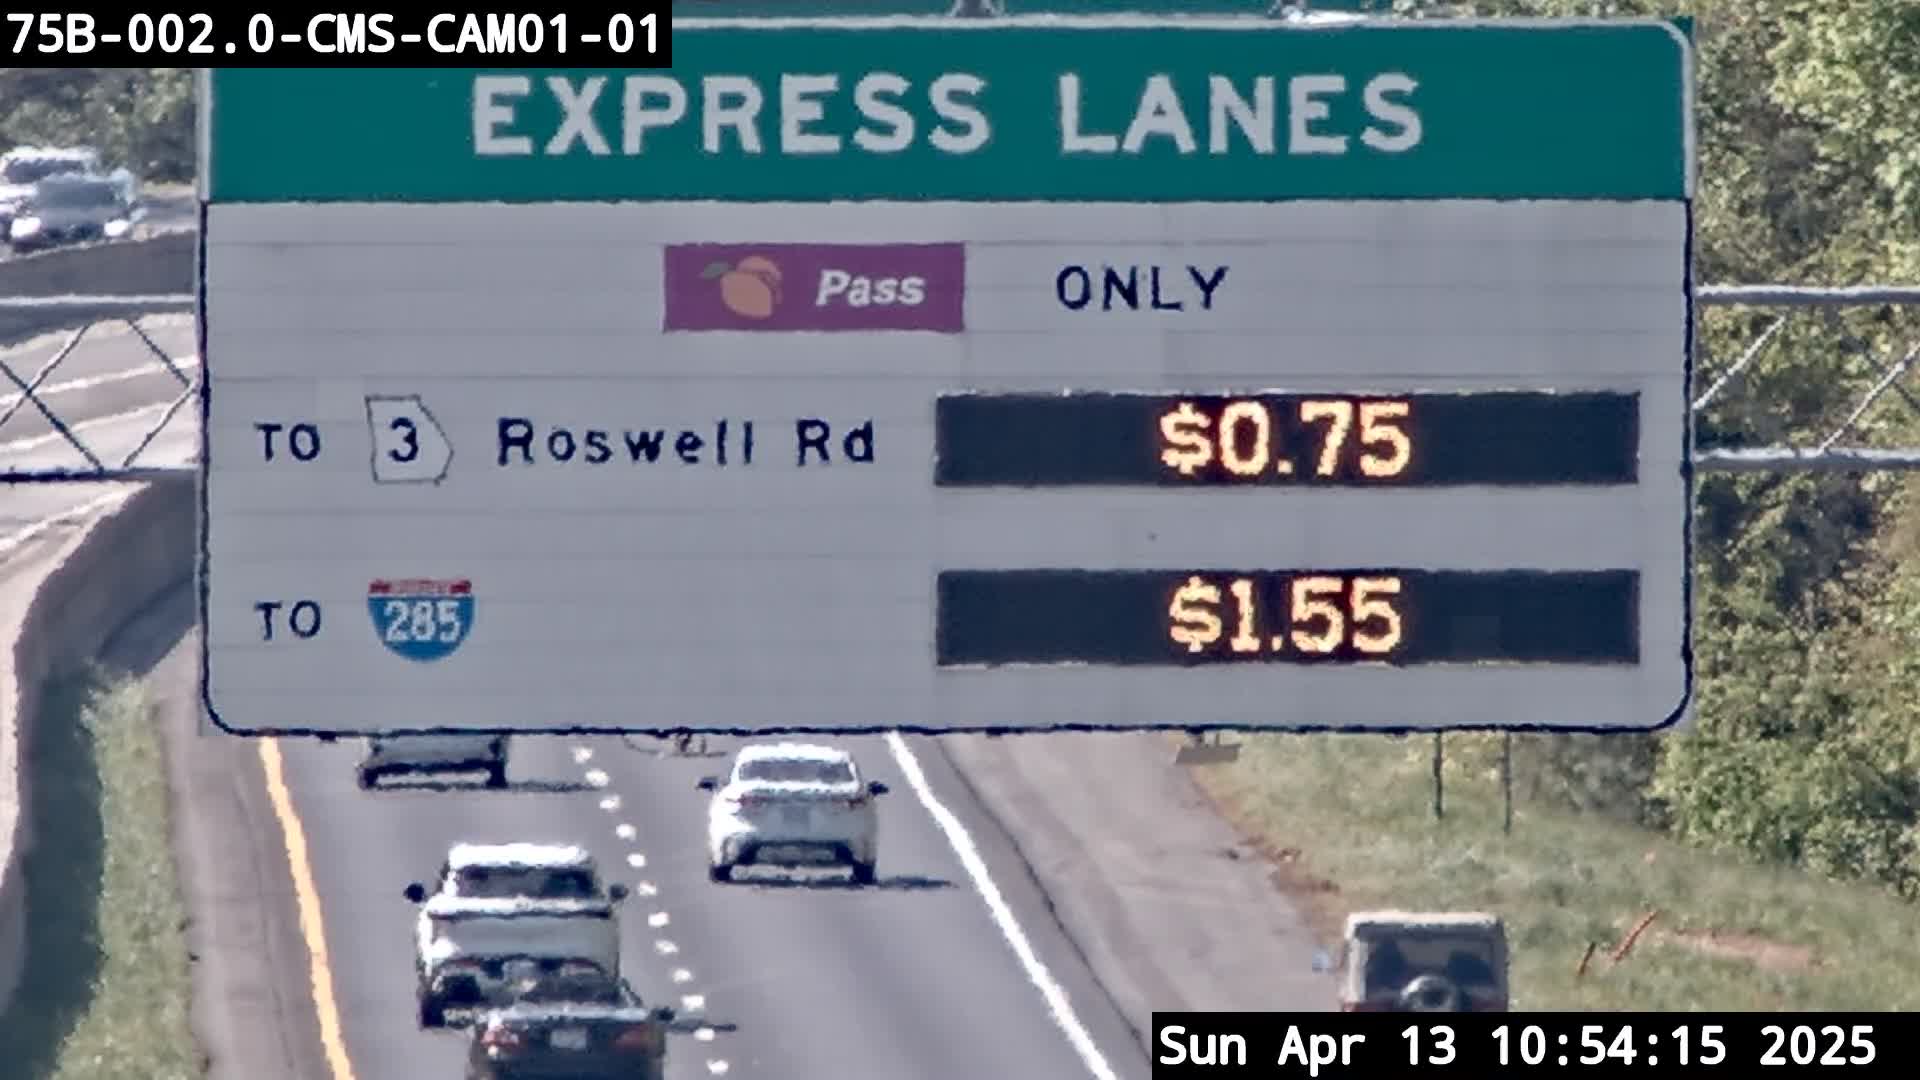 75B-002.0-CMS-CAM01-01
EXPRESS LANES
Pass ONLY
TO 3 Roswell Rd $0.75
TO 285 $1.55
Sun Apr 13 10:54:15 2025